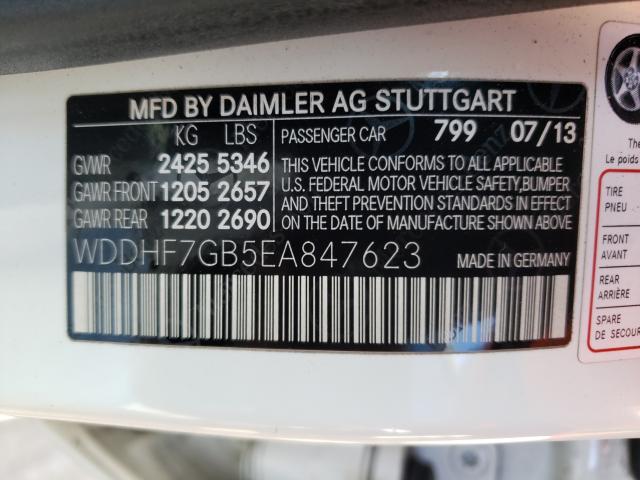 MFD BY DAIMLER AG STUTTGART
KG LBS
GVWR 2425 5346
GAWR FRONT 1205 2657
GAWR REAR 1220 2690
PASSENGER CAR 799 07/13
THIS VEHICLE CONFORMS TO ALL APPLICABLE
U.S. FEDERAL MOTOR VEHICLE SAFETY,BUMPER
AND THEFT PREVENTION STANDARDS IN EFFECT
ON THE DATE OF MANUFACTURE SHOWN ABOVE
WDDHF7GB5EA847623 MADE IN GERMANY
The
Le poids
TIRE
PNEU
FRONT
AVANT
REAR
ARRIÈRE
SPARE
DE SECOUR